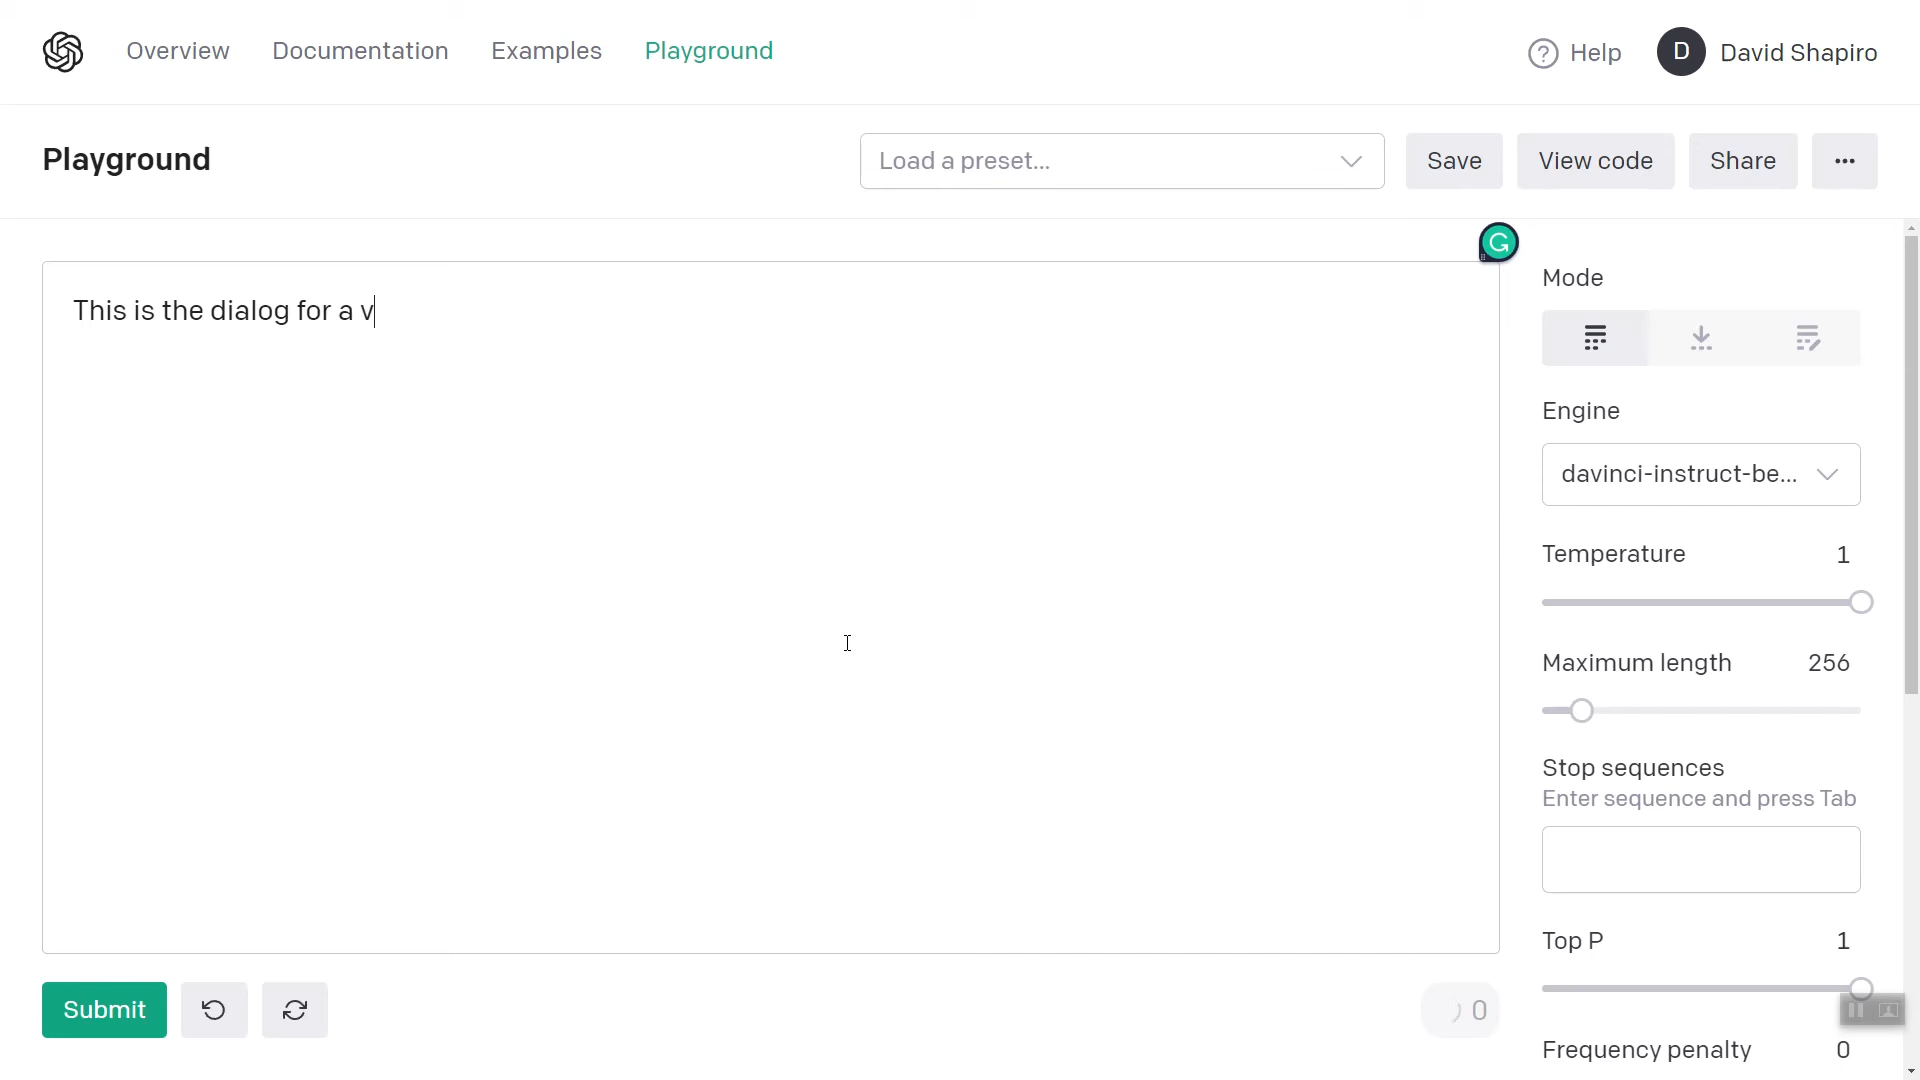 Overview Documentation Examples Playground Help D David Shapiro
Playground Load a preset... Save View code Share ...
This is the dialog for a v
Mode
Engine
davinci-instruct-be...
Temperature 1
Maximum length 256
Stop sequences
Enter sequence and press Tab
Top P 1
Submit 0
Frequency penalty 0